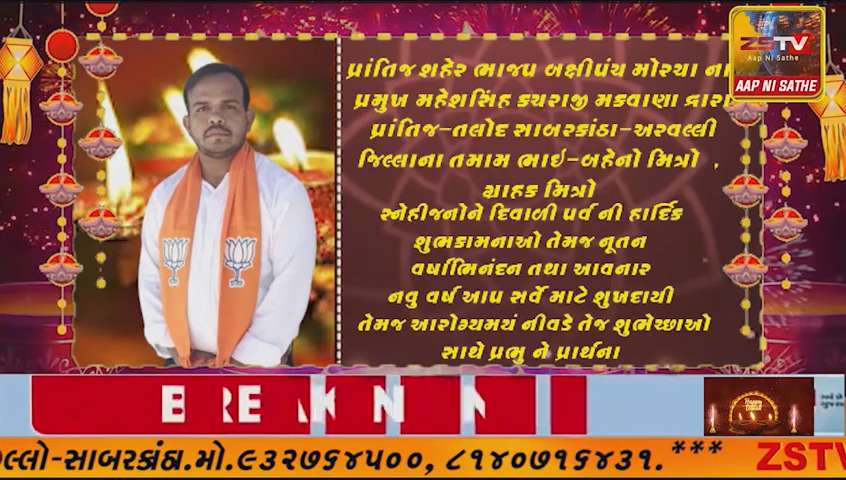 ZSTV
Aap Ni Sathe
AAP NI SATHE
પ્રાંતિજ શહેર ભાજપ બક્ષીપંચ મોરચા ના
પ્રમુખ મહેશસિંહ કચરાજી મકવાણા દ્વારા
પ્રાંતિજ-તલોદ સાબરકાંઠા-અરવલ્લી
જિલ્લાના તમામ ભાઇ-બહેનો મિત્રો ,
ગ્રાહક મિત્રો
સ્નેહીજનોને દિવાળી પર્વ ની હાર્દિક
શુભકામનાઓ તેમજ નૂતન
વર્ષાભિનંદન તથા આવનાર
નવુ વર્ષ આપ સર્વે માટે શુખદાયી
તેમજ આરોગ્યમયં નીવડે તેજ શુભેચ્છાઓ
સાથે પ્રભુ ને પ્રાર્થના
BREAK N N
Happy
લ્લો-સાબરકાંઠા.મો.૯૩૨૭૬૪૫૦૦, ૮૧૪૦૭૧૬૪૩૧.*** ZSTV